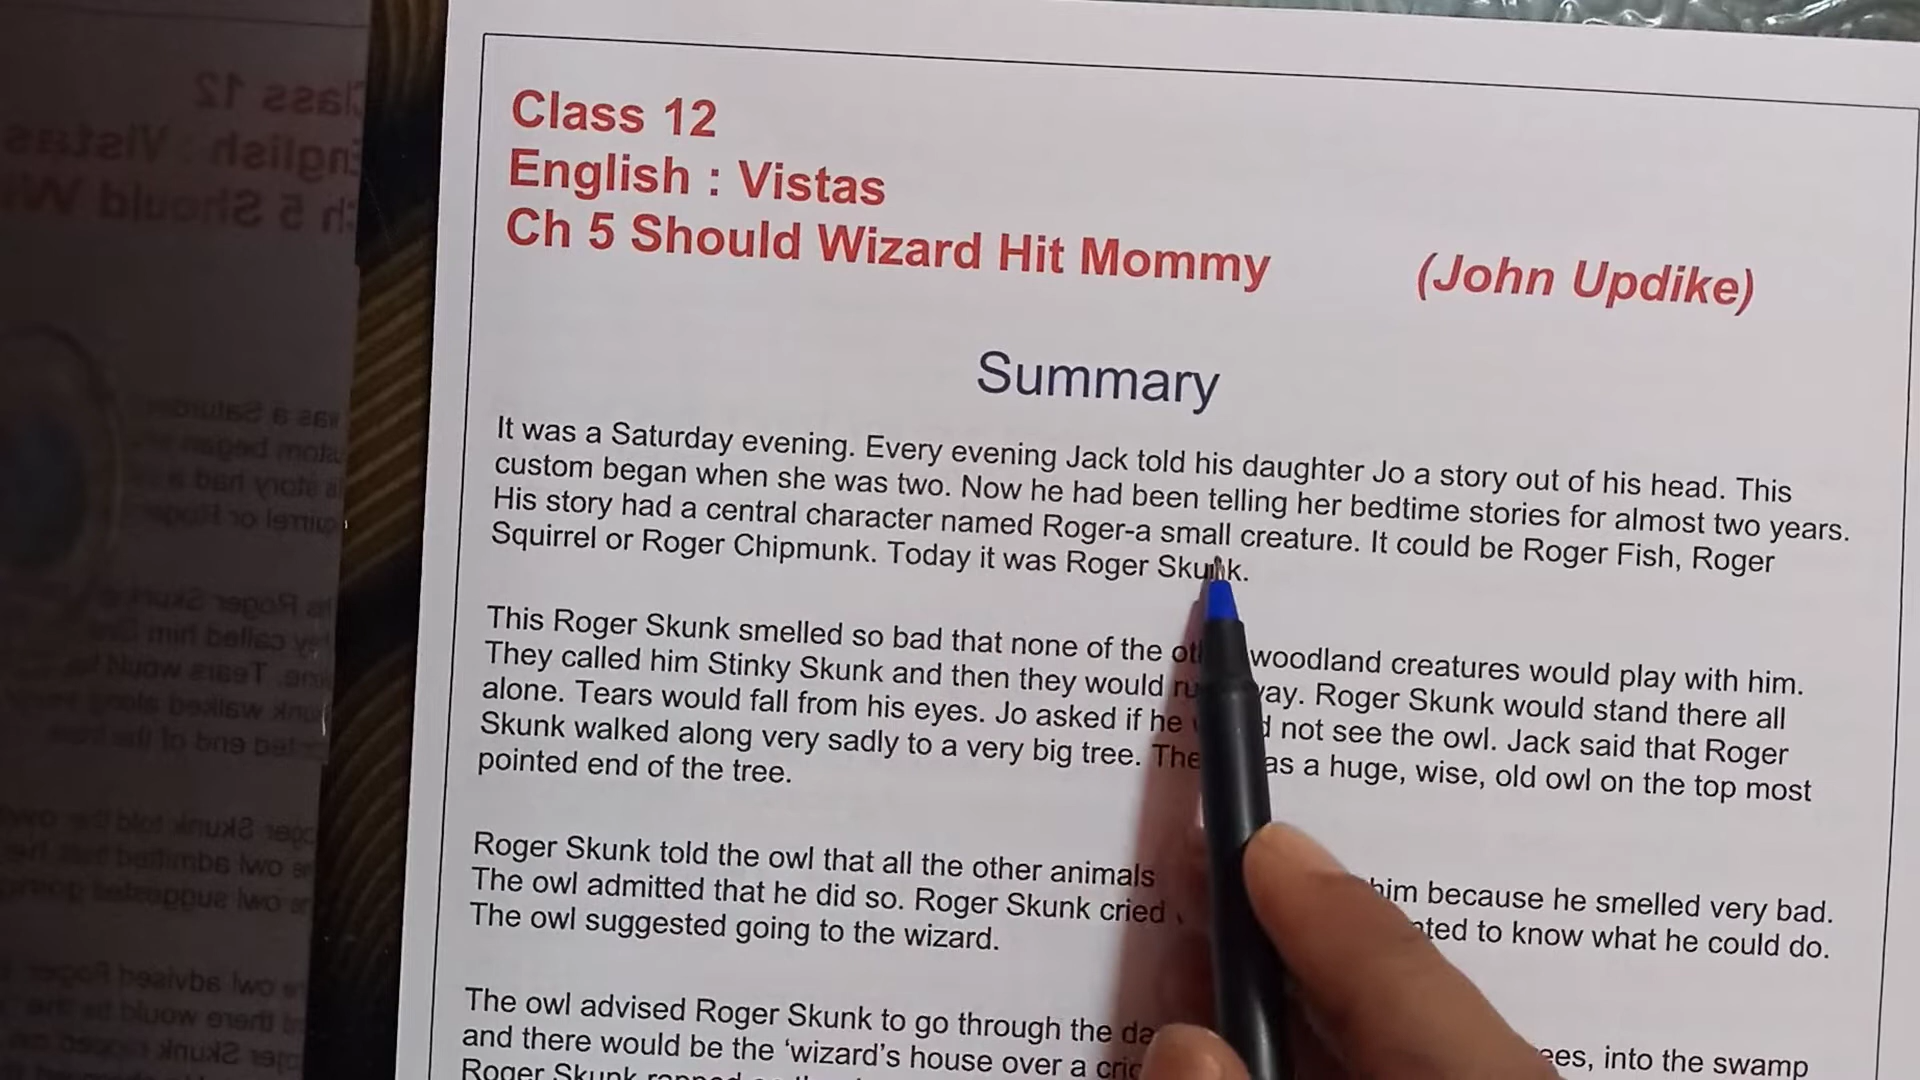 Class 12
English : Vistas
Ch 5 Should Wizard Hit Mommy (John Updike)
Summary
It was a Saturday evening. Every evening Jack told his daughter Jo a story out of his head. This
custom began when she was two. Now he had been telling her bedtime stories for almost two years.
His story had a central character named Roger-a small creature. It could be Roger Fish, Roger
Squirrel or Roger Chipmunk. Today it was Roger Skunk.
This Roger Skunk smelled so bad that none of the woodland creatures would play with him.
They called him Stinky Skunk and then they would Roger Skunk would stand there all
alone. Tears would fall from his eyes. Jo asked if he not see the owl. Jack said that Roger
Skunk walked along very sadly to a very big tree. a huge, wise, old owl on the top most
pointed end of the tree.
Roger Skunk told the owl that all the other animals him because he smelled very bad.
The owl admitted that he did so. Roger Skunk cried to know what he could do.
The owl suggested going to the wizard.
The owl advised Roger Skunk to go through the into the swamp
and there would be the ‘wizard’s house over a
Roger Skunk